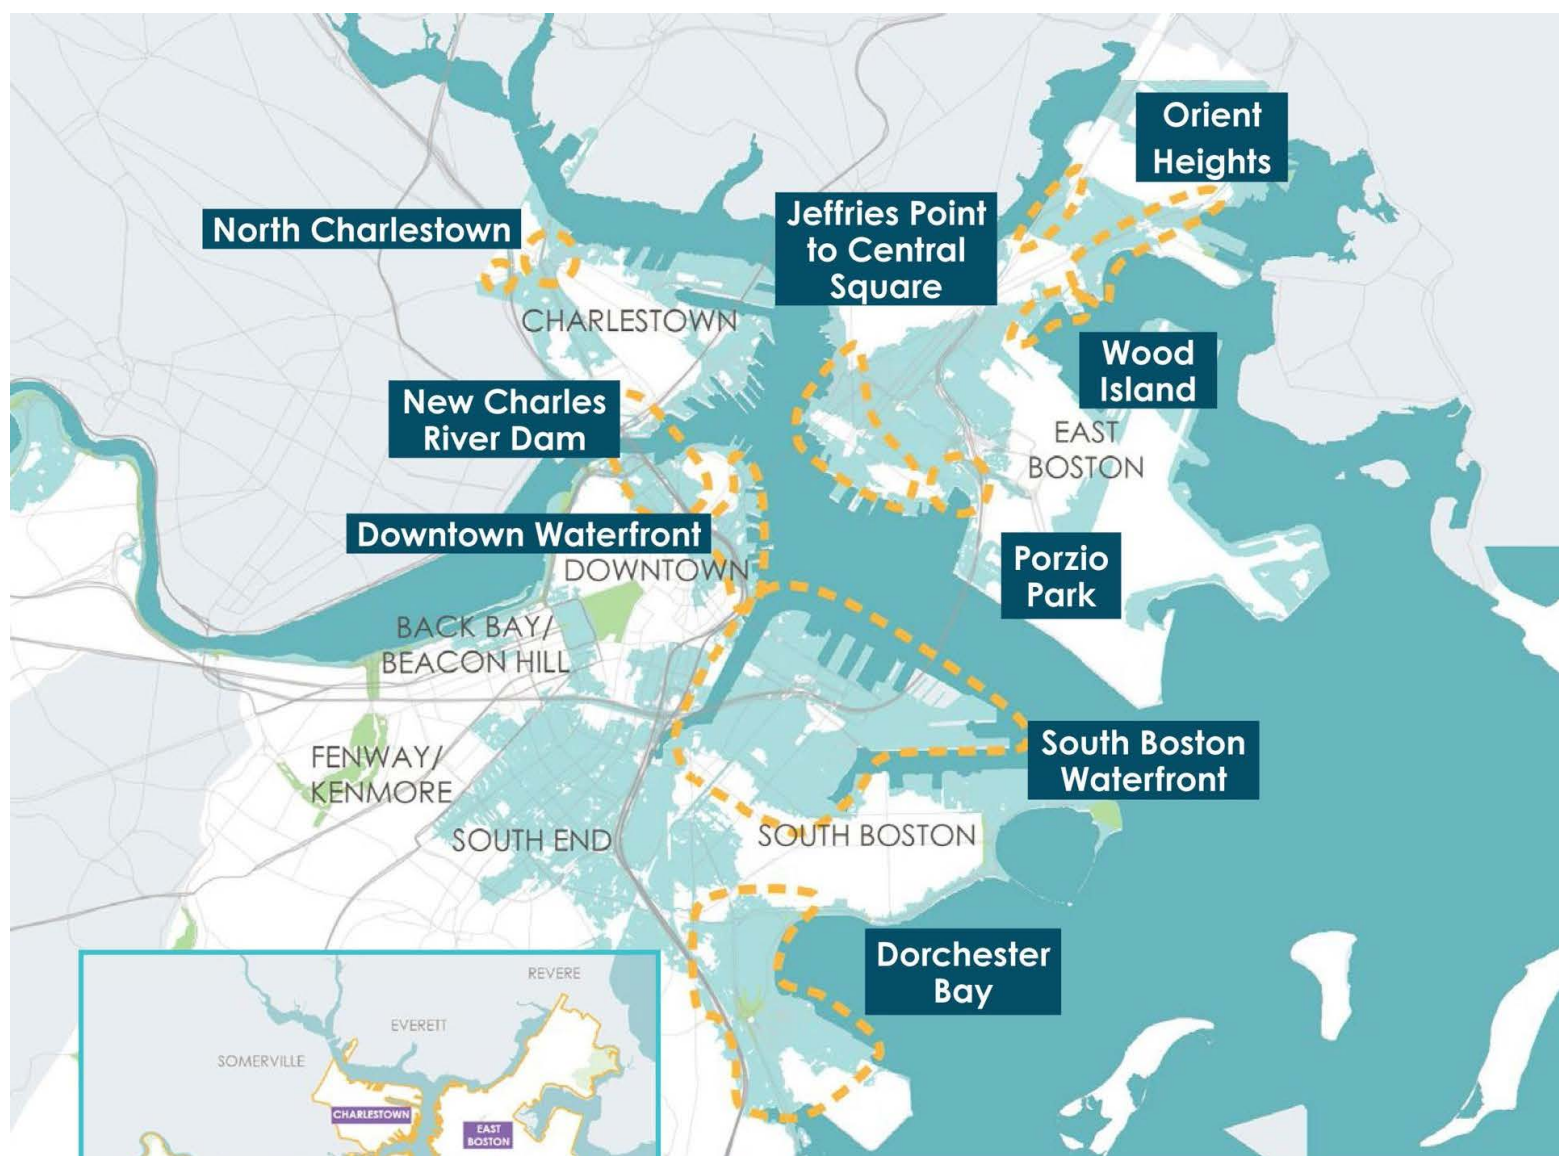 Orient
Heights
North Charlestown
Jeffries Point
to Central
Square
CHARLESTOWN
Wood
Island
New Charles
River Dam
EAST
BOSTON
Downtown Waterfront
DOWNTOWN
Porzio
Park
BACK BAY/
BEACON HILL
South Boston
Waterfront
FENWAY/
KENMORE
SOUTH END
SOUTH BOSTON
Dorchester
Bay
REVERE
EVERETT
SOMERVILLE
CHARLESTOWN
EAST
BOSTON